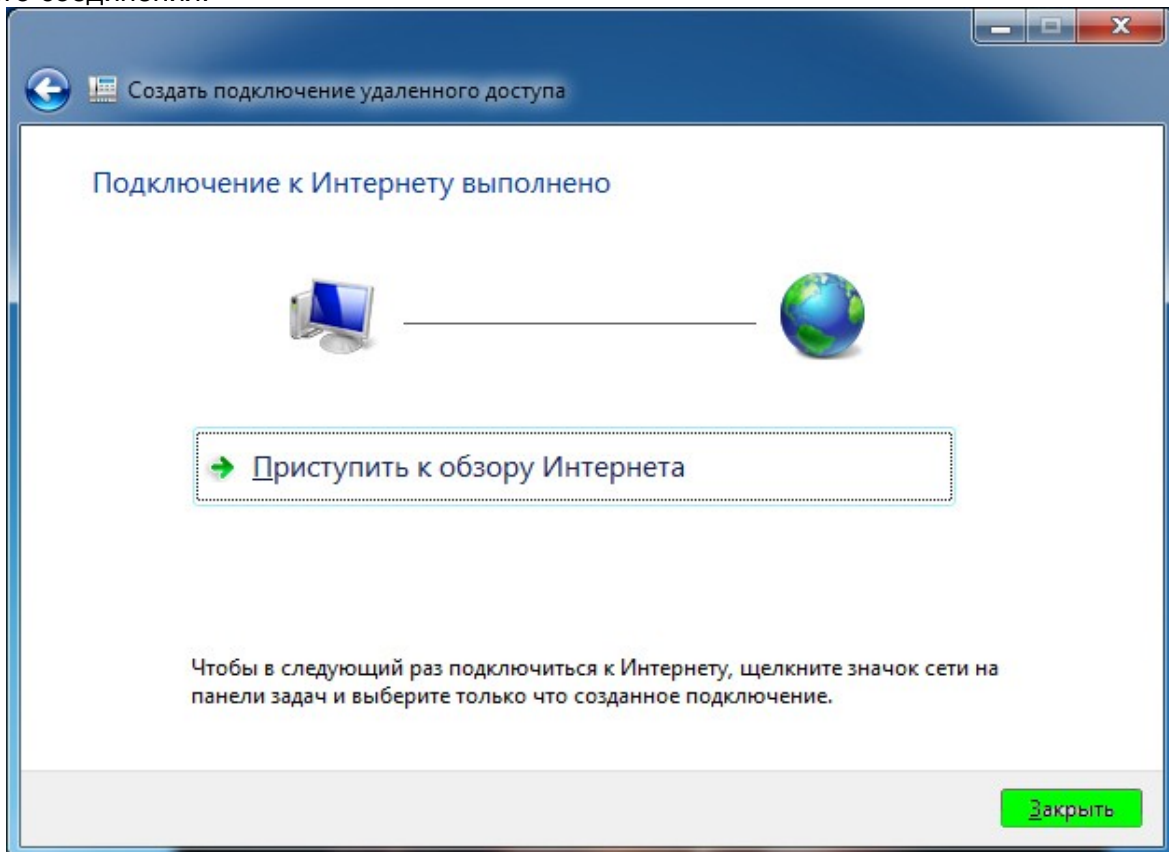 Создать подключение удаленного доступа
Подключение к Интернету выполнено
Приступить к обзору Интернета
Чтобы в следующий раз подключиться к Интернету, щелкните значок сети на
панели задач и выберите только что созданное подключение.
Закрыть